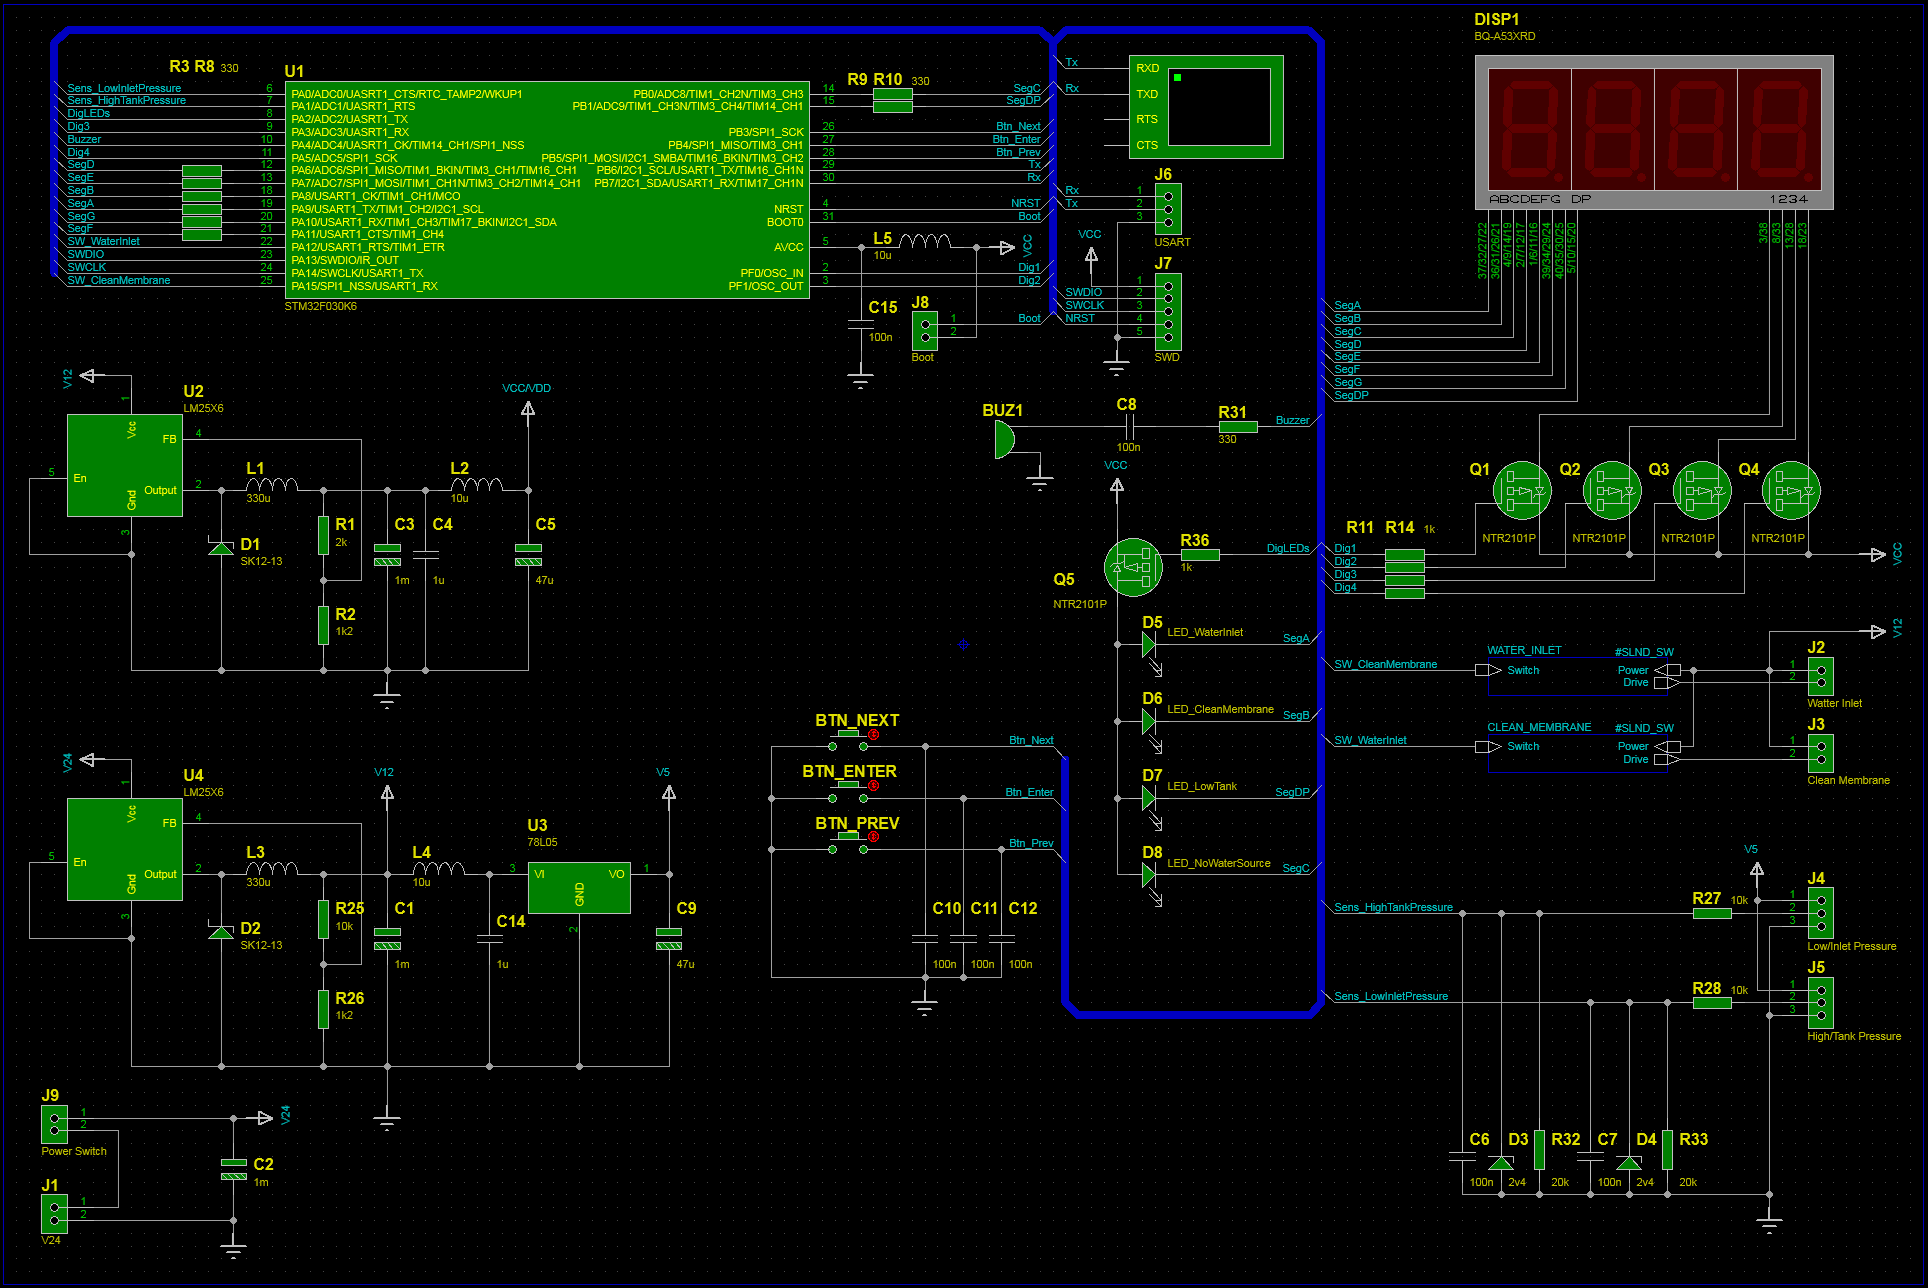 R3 R8 330
U1
Sens_LowInletPressure 6 PA0/ADC0/UASRT1_CTS/RTC_TAMP2/WKUP1
Sens_HighTankPressure 7 PA1/ADC1/UASRT1_RTS
DigLEDs 8 PA2/ADC2/UASRT1_TX
Dig3 9 PA3/ADC3/UASRT1_RX
Buzzer 10 PA4/ADC4/UASRT1_CK/TIM14_CH1/SPI1_NSS
Dig4 11 PA5/ADC5/SPI1_SCK
SegD 12 PA6/ADC6/SPI1_MISO/TIM1_BKIN/TIM3_CH1/TIM16_CH1
SegE 13 PA7/ADC7/SPI1_MOSI/TIM1_CH1N/TIM3_CH2/TIM14_CH1
SegB 18 PA8/USART1_CK/TIM1_CH1/MCO
SegA 19 PA9/USART1_TX/TIM1_CH2/I2C1_SCL
SegG 20 PA10/USART1_RX/TIM1_CH3/TIM17_BKIN/I2C1_SDA
SegF 21 PA11/USART1_CTS/TIM1_CH4
SW_WaterInlet 22 PA12/USART1_RTS/TIM1_ETR
SWDIO 23 PA13/SWDIO/IR_OUT
SWCLK 24 PA14/SWCLK/USART1_TX
SW_CleanMembrane 25 PA15/SPI1_NSS/USART1_RX
STM32F030K6
R9 R10 330
PB0/ADC8/TIM1_CH2N/TIM3_CH3 14 SegC
PB1/ADC9/TIM1_CH3N/TIM3_CH4/TIM14_CH1 15 SegDP
PB3/SPI1_SCK 26 Btn_Next
PB4/SPI1_MISO/TIM3_CH1 27 Btn_Enter
PB5/SPI1_MOSI/I2C1_SMBA/TIM16_BKIN/TIM3_CH2 28 Btn_Prev
PB6/I2C1_SCL/USART1_TX/TIM16_CH1N 29 Tx
PB7/I2C1_SDA/USART1_RX/TIM17_CH1N 30 Rx
NRST 4 NRST
BOOT0 31 Boot
AVCC 5
PF0/OSC_IN 2 Dig1
PF1/OSC_OUT 3 Dig2
L5
10u
VCC
C15
100n
J8
1
2
Boot
Boot
Tx RXD
Rx TXD
RTS
CTS
J6
Rx 1
Tx 2
3
USART
VCC
J7
1
SWDIO 2
SWCLK 3
NRST 4
5
SWD
DISP1
BQ-A53XRD
ABCDEFG DP 1234
37/32/27/22
36/31/26/21
4/9/14/19
2/7/12/17
1/6/11/16
39/34/29/24
40/35/30/25
5/10/15/20
3/38
8/33
13/28
18/23
SegA
SegB
SegC
SegD
SegE
SegF
SegG
SegDP
V12
U2
LM25X6
1 Vcc
FB 4
5 En
Output 2
Gnd
3
L1
330u
L2
10u
VCC/VDD
D1
SK12-13
R1
2k
R2
1k2
C3
1m
C4
1u
C5
47u
BUZ1
C8
100n
R31
330
Buzzer
VCC
Q5
NTR2101P
R36
1k
DigLEDs
D5
LED_WaterInlet SegA
D6
LED_CleanMembrane SegB
D7
LED_LowTank SegDP
D8
LED_NoWaterSource SegC
Q1 Q2 Q3 Q4
NTR2101P NTR2101P NTR2101P NTR2101P
R11 R14 1k
Dig1
Dig2
Dig3
Dig4
VCC
V12
SW_CleanMembrane
WATER_INLET #SLND_SW
Switch Power
Drive
J2
1
2
Watter Inlet
SW_WaterInlet
CLEAN_MEMBRANE #SLND_SW
Switch Power
Drive
J3
1
2
Clean Membrane
V24
U4
LM25X6
1 Vcc
FB 4
5 En
Output 2
Gnd
3
L3
330u
V12
L4
10u
U3
78L05
3 VI VO 1
GND
2
V5
D2
SK12-13
R25
10k
R26
1k2
C1
1m
C14
1u
C9
47u
BTN_NEXT
Btn_Next
BTN_ENTER
Btn_Enter
BTN_PREV
Btn_Prev
C10 C11 C12
100n 100n 100n
V5
Sens_HighTankPressure
R27 10k
J4
1
2
3
Low/Inlet Pressure
Sens_LowInletPressure
R28 10k
J5
1
2
3
High/Tank Pressure
C6 D3 R32 C7 D4 R33
100n 2v4 20k 100n 2v4 20k
J9
1
2
Power Switch
V24
C2
1m
J1
1
2
V24